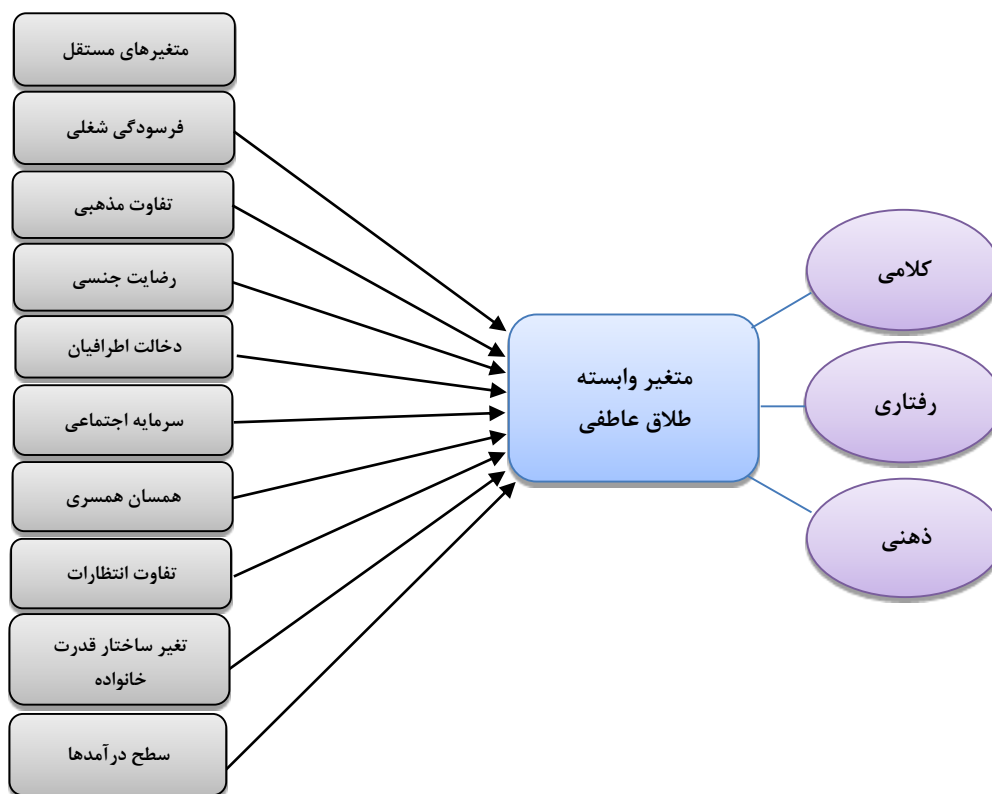 متغیرهای مستقل
فرسودگی شغلی
تفاوت مذهبی
رضایت جنسی
دخالت اطرافیان
سرمایه اجتماعی
همسان همسری
تفاوت انتظارات
تغیر ساختار قدرت
خانواده
سطح درآمدها
متغیر وابسته
طلاق عاطفی
کلامی
رفتاری
ذهنی